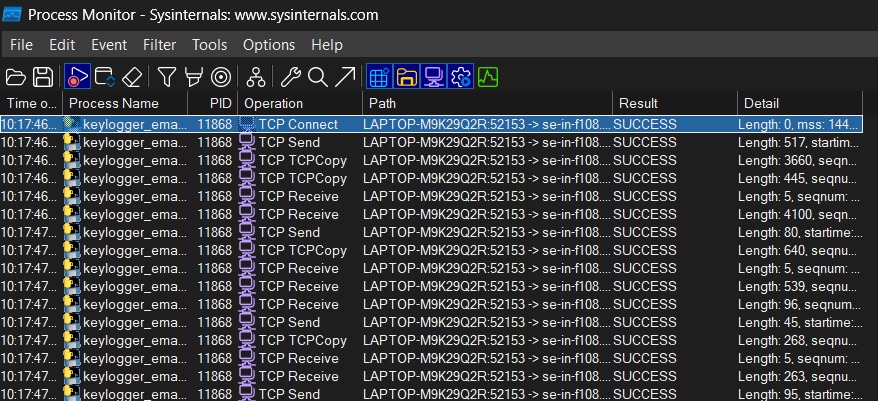 Process Monitor - Sysinternals: www.sysinternals.com
File Edit Event Filter Tools Options Help
Time o... Process Name PID Operation Path Result Detail
10:17:46... keylogger_ema... 11868 TCP Connect LAPTOP-M9K29Q2R:52153 -> se-in-f108.... SUCCESS Length: 0, mss: 144...
10:17:46... keylogger_ema... 11868 TCP Send LAPTOP-M9K29Q2R:52153 -> se-in-f108.... SUCCESS Length: 517, startim...
10:17:46... keylogger_ema... 11868 TCP TCPCopy LAPTOP-M9K29Q2R:52153 -> se-in-f108.... SUCCESS Length: 3660, seqnu...
10:17:46... keylogger_ema... 11868 TCP TCPCopy LAPTOP-M9K29Q2R:52153 -> se-in-f108.... SUCCESS Length: 445, seqnu...
10:17:46... keylogger_ema... 11868 TCP Receive LAPTOP-M9K29Q2R:52153 -> se-in-f108.... SUCCESS Length: 5, seqnum: ...
10:17:46... keylogger_ema... 11868 TCP Receive LAPTOP-M9K29Q2R:52153 -> se-in-f108.... SUCCESS Length: 4100, seqnu...
10:17:47... keylogger_ema... 11868 TCP Send LAPTOP-M9K29Q2R:52153 -> se-in-f108.... SUCCESS Length: 80, startime:...
10:17:47... keylogger_ema... 11868 TCP TCPCopy LAPTOP-M9K29Q2R:52153 -> se-in-f108.... SUCCESS Length: 640, seqnu...
10:17:47... keylogger_ema... 11868 TCP Receive LAPTOP-M9K29Q2R:52153 -> se-in-f108.... SUCCESS Length: 5, seqnum: ...
10:17:47... keylogger_ema... 11868 TCP Receive LAPTOP-M9K29Q2R:52153 -> se-in-f108.... SUCCESS Length: 539, seqnu...
10:17:47... keylogger_ema... 11868 TCP Receive LAPTOP-M9K29Q2R:52153 -> se-in-f108.... SUCCESS Length: 96, seqnum...
10:17:47... keylogger_ema... 11868 TCP Send LAPTOP-M9K29Q2R:52153 -> se-in-f108.... SUCCESS Length: 45, startime:...
10:17:47... keylogger_ema... 11868 TCP TCPCopy LAPTOP-M9K29Q2R:52153 -> se-in-f108.... SUCCESS Length: 268, seqnu...
10:17:47... keylogger_ema... 11868 TCP Receive LAPTOP-M9K29Q2R:52153 -> se-in-f108.... SUCCESS Length: 5, seqnum: ...
10:17:47... keylogger_ema... 11868 TCP Receive LAPTOP-M9K29Q2R:52153 -> se-in-f108.... SUCCESS Length: 263, seqnu...
10:17:47... keylogger_ema... 11868 TCP Send LAPTOP-M9K29Q2R:52153 -> se-in-f108.... SUCCESS Length: 95, startime:...